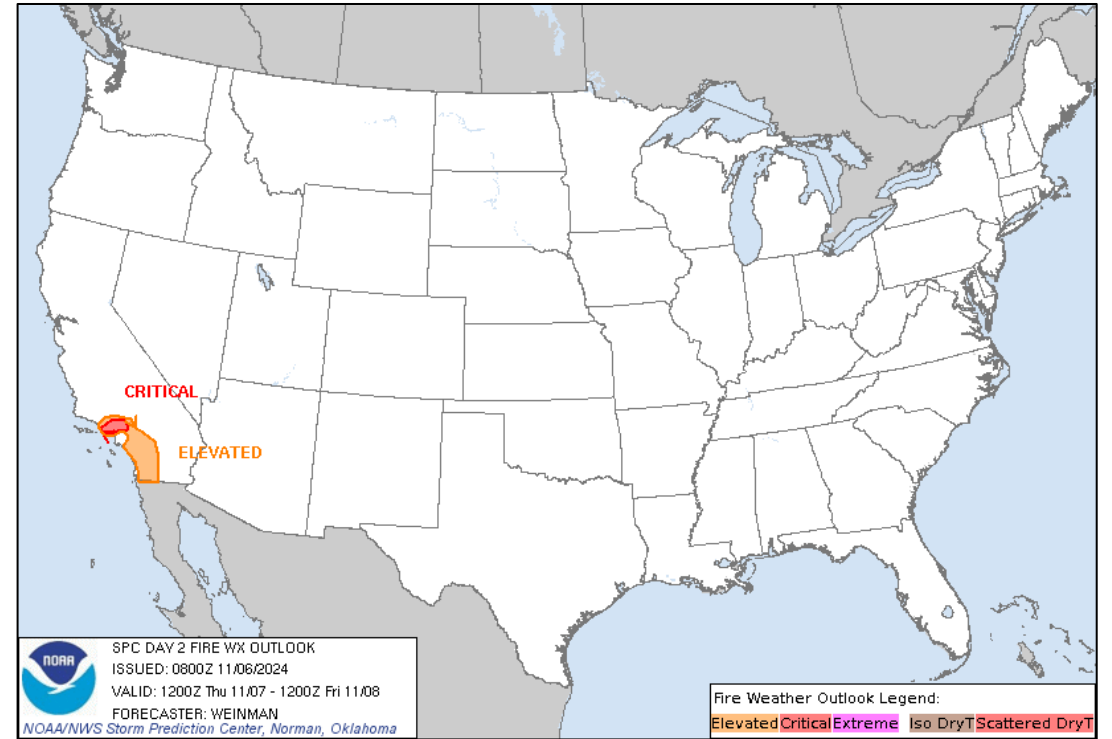 CRITICAL
ELEVATED
NOAA
SPC DAY 2 FIRE WX OUTLOOK
ISSUED: 0800Z 11/06/2024
VALID: 1200Z Thu 11/07 - 1200Z Fri 11/08
FORECASTER: WEINMAN
NOAA/NWS Storm Prediction Center, Norman, Oklahoma
Fire Weather Outlook Legend:
Elevated Critical Extreme Iso DryT Scattered DryT